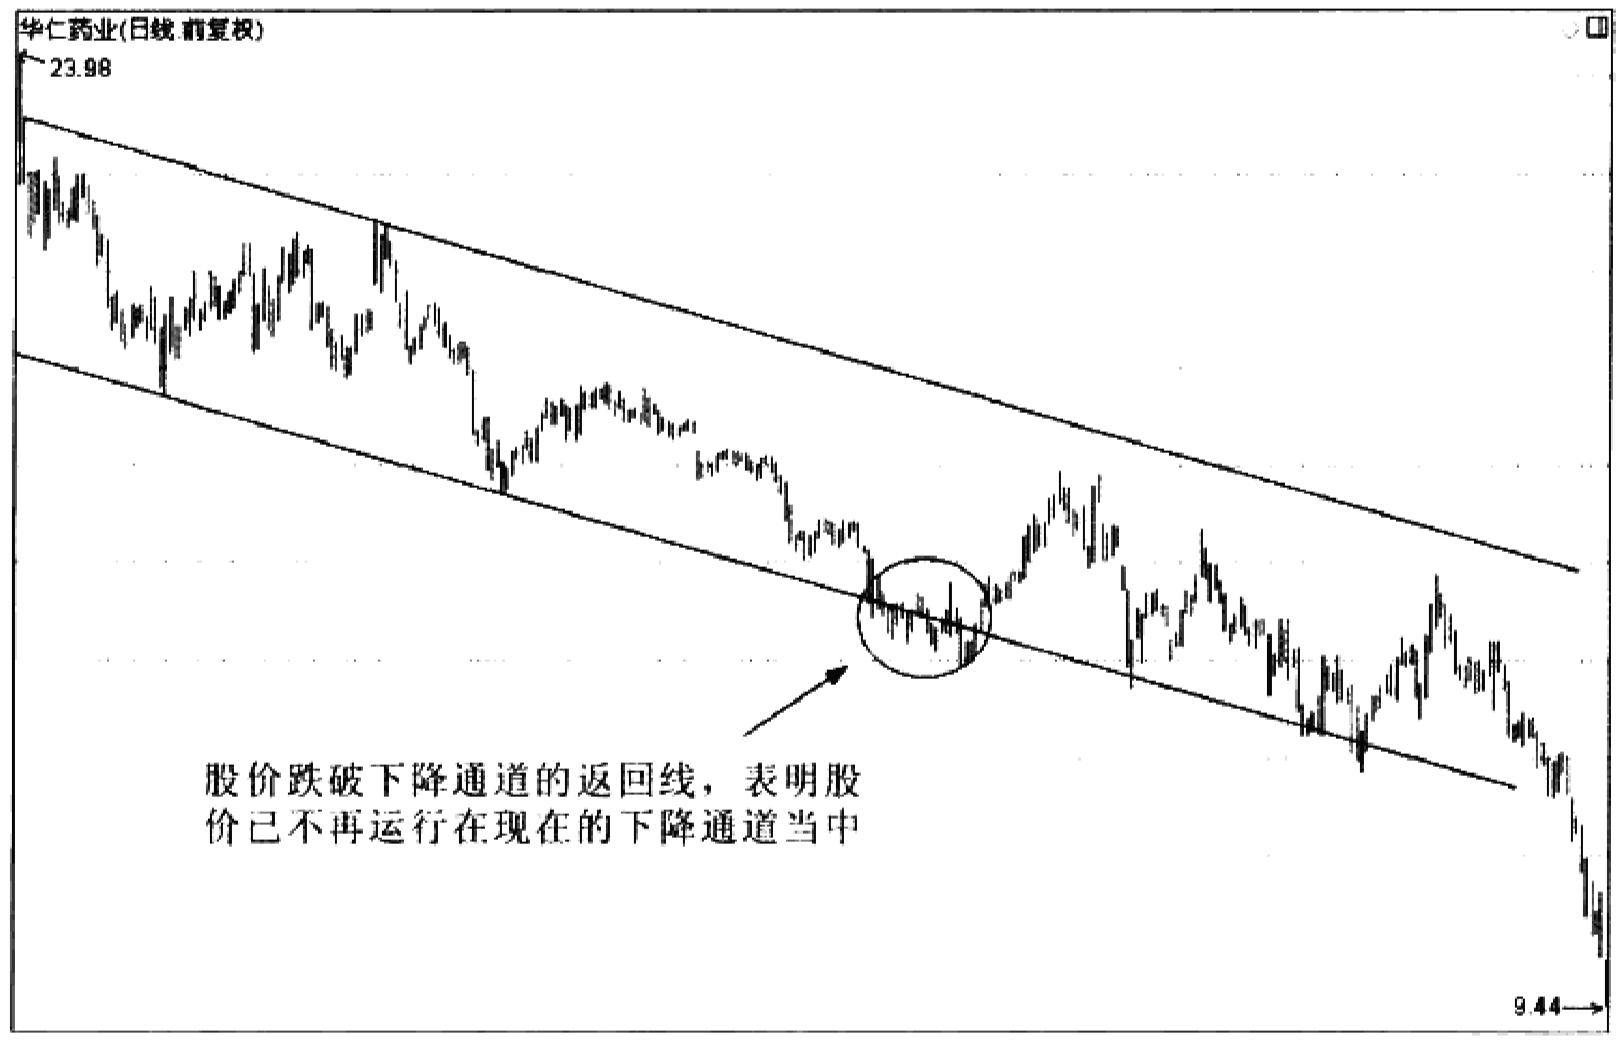 华仁药业(日线.前复权)
23.98
股价跌破下降通道的返回线，表明股
价已不再运行在现在的下降通道当中
9.44